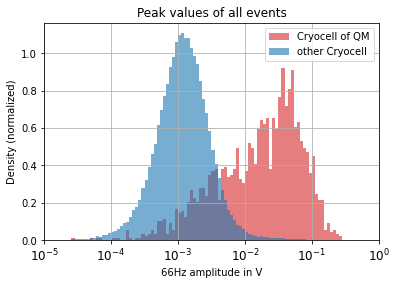 Peak values of all events
Cryocell of QM
other Cryocell
Density (normalized)
1.0
0.8
0.6
0.4
0.2
0.0
10⁻⁵ 10⁻⁴ 10⁻³ 10⁻² 10⁻¹ 10⁰
66Hz amplitude in V